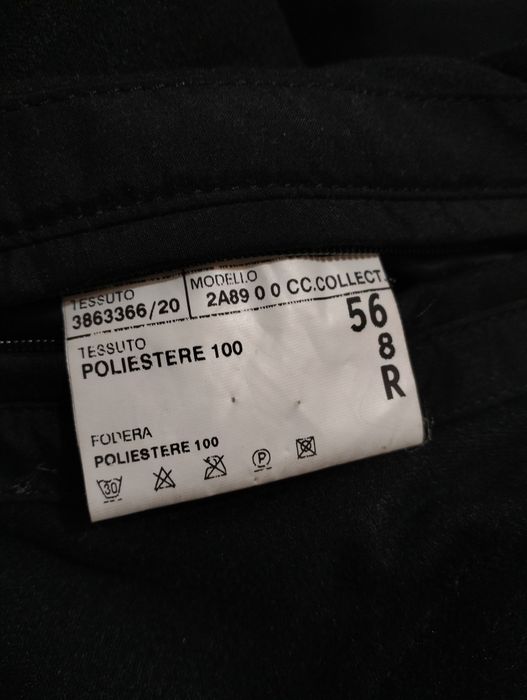 TESSUTO
3863366/20
MODELLO
2A89 0 0 CC.COLLECT.
56
8
R
TESSUTO
POLIESTERE 100
FODERA
POLIESTERE 100
30
P